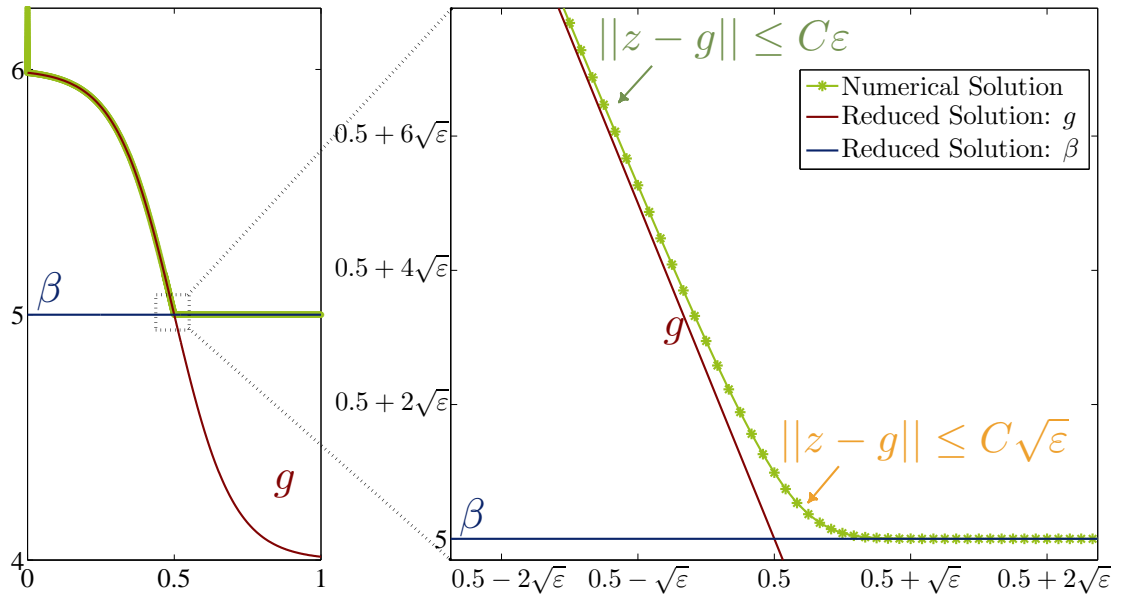 6
5
4
0
0.5
1
β
g
||z − g|| ≤ Cε
Numerical Solution
Reduced Solution: g
Reduced Solution: β
0.5 + 6√ε
0.5 + 4√ε
0.5 + 2√ε
5
g
||z − g|| ≤ C√ε
β
0.5 − 2√ε
0.5 − √ε
0.5
0.5 + √ε
0.5 + 2√ε